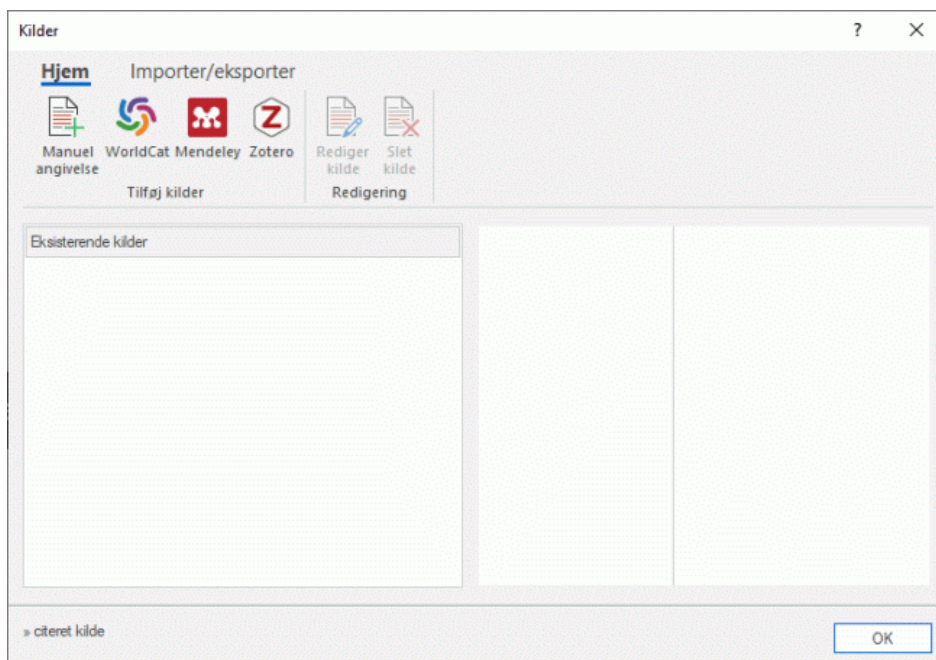 Kilder
?
Hjem Importer/eksporter
Manuel angivelse WorldCat Mendeley Zotero Rediger kilde Slet kilde
Tilføj kilder Redigering
Eksisterende kilder
» citeret kilde
OK